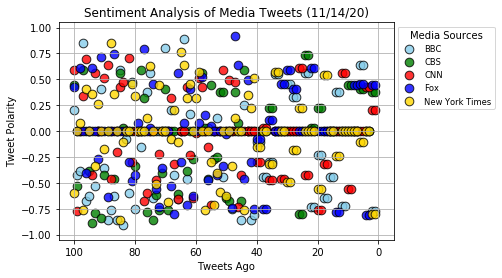 Sentiment Analysis of Media Tweets (11/14/20)
Media Sources
BBC
CBS
CNN
Fox
New York Times
Tweet Polarity
1.00
0.75
0.50
0.25
0.00
−0.25
−0.50
−0.75
−1.00
100
80
60
40
20
0
Tweets Ago